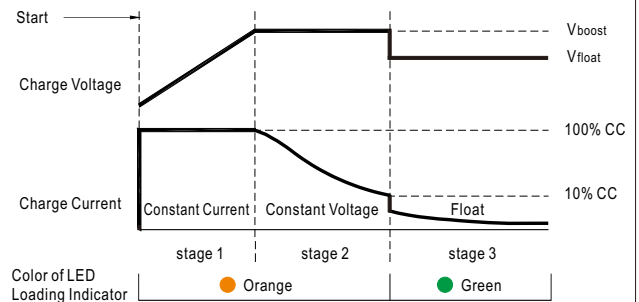 Start
Vboost
Vfloat
Charge Voltage
100% CC
10% CC
Charge Current
Constant Current
Constant Voltage
Float
stage 1
stage 2
stage 3
Color of LED
Loading Indicator
Orange
Green